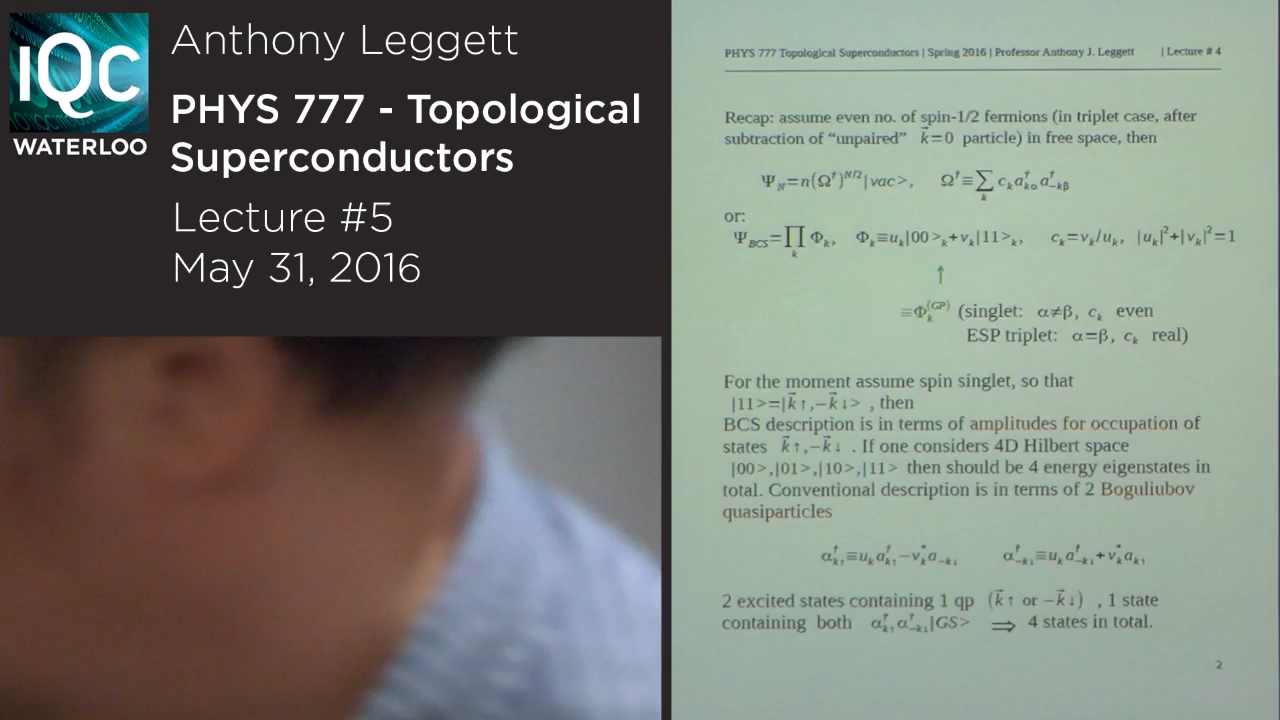 IQC
WATERLOO
Anthony Leggett
PHYS 777 - Topological
Superconductors
Lecture #5
May 31, 2016
PHYS 777 Topological Superconductors | Spring 2016 | Professor Anthony J. Leggett | Lecture # 4
Recap: assume even no. of spin-1/2 fermions (in triplet case, after
subtraction of “unpaired” k⃗=0 particle) in free space, then
Ψ_N=n(Ω†)^{N/2}|vac>, Ω†≡∑_k c_k a†_{kα} a†_{-kβ}
or:
Ψ_BCS=∏_k Φ_k, Φ_k≡u_k|00>_k+v_k|11>_k, c_k=v_k/u_k, |u_k|²+|v_k|²=1
↑
≡Φ_k^{(GP)} (singlet: α≠β, c_k even
ESP triplet: α=β, c_k real)
For the moment assume spin singlet, so that
|11>=|k⃗↑,−k⃗↓> , then
BCS description is in terms of amplitudes for occupation of
states k⃗↑,−k⃗↓ . If one considers 4D Hilbert space
|00>,|01>,|10>,|11> then should be 4 energy eigenstates in
total. Conventional description is in terms of 2 Boguliubov
quasiparticles
α†_{k↑}≡u_k a†_{k↑}−v*_k a_{-k↓} α†_{-k↓}≡u_k a†_{-k↓}+v*_k a_{k↑}
2 excited states containing 1 qp (k⃗↑ or −k⃗↓) , 1 state
containing both α†_{k↑}α†_{-k↓}|GS> ⇒ 4 states in total.
2